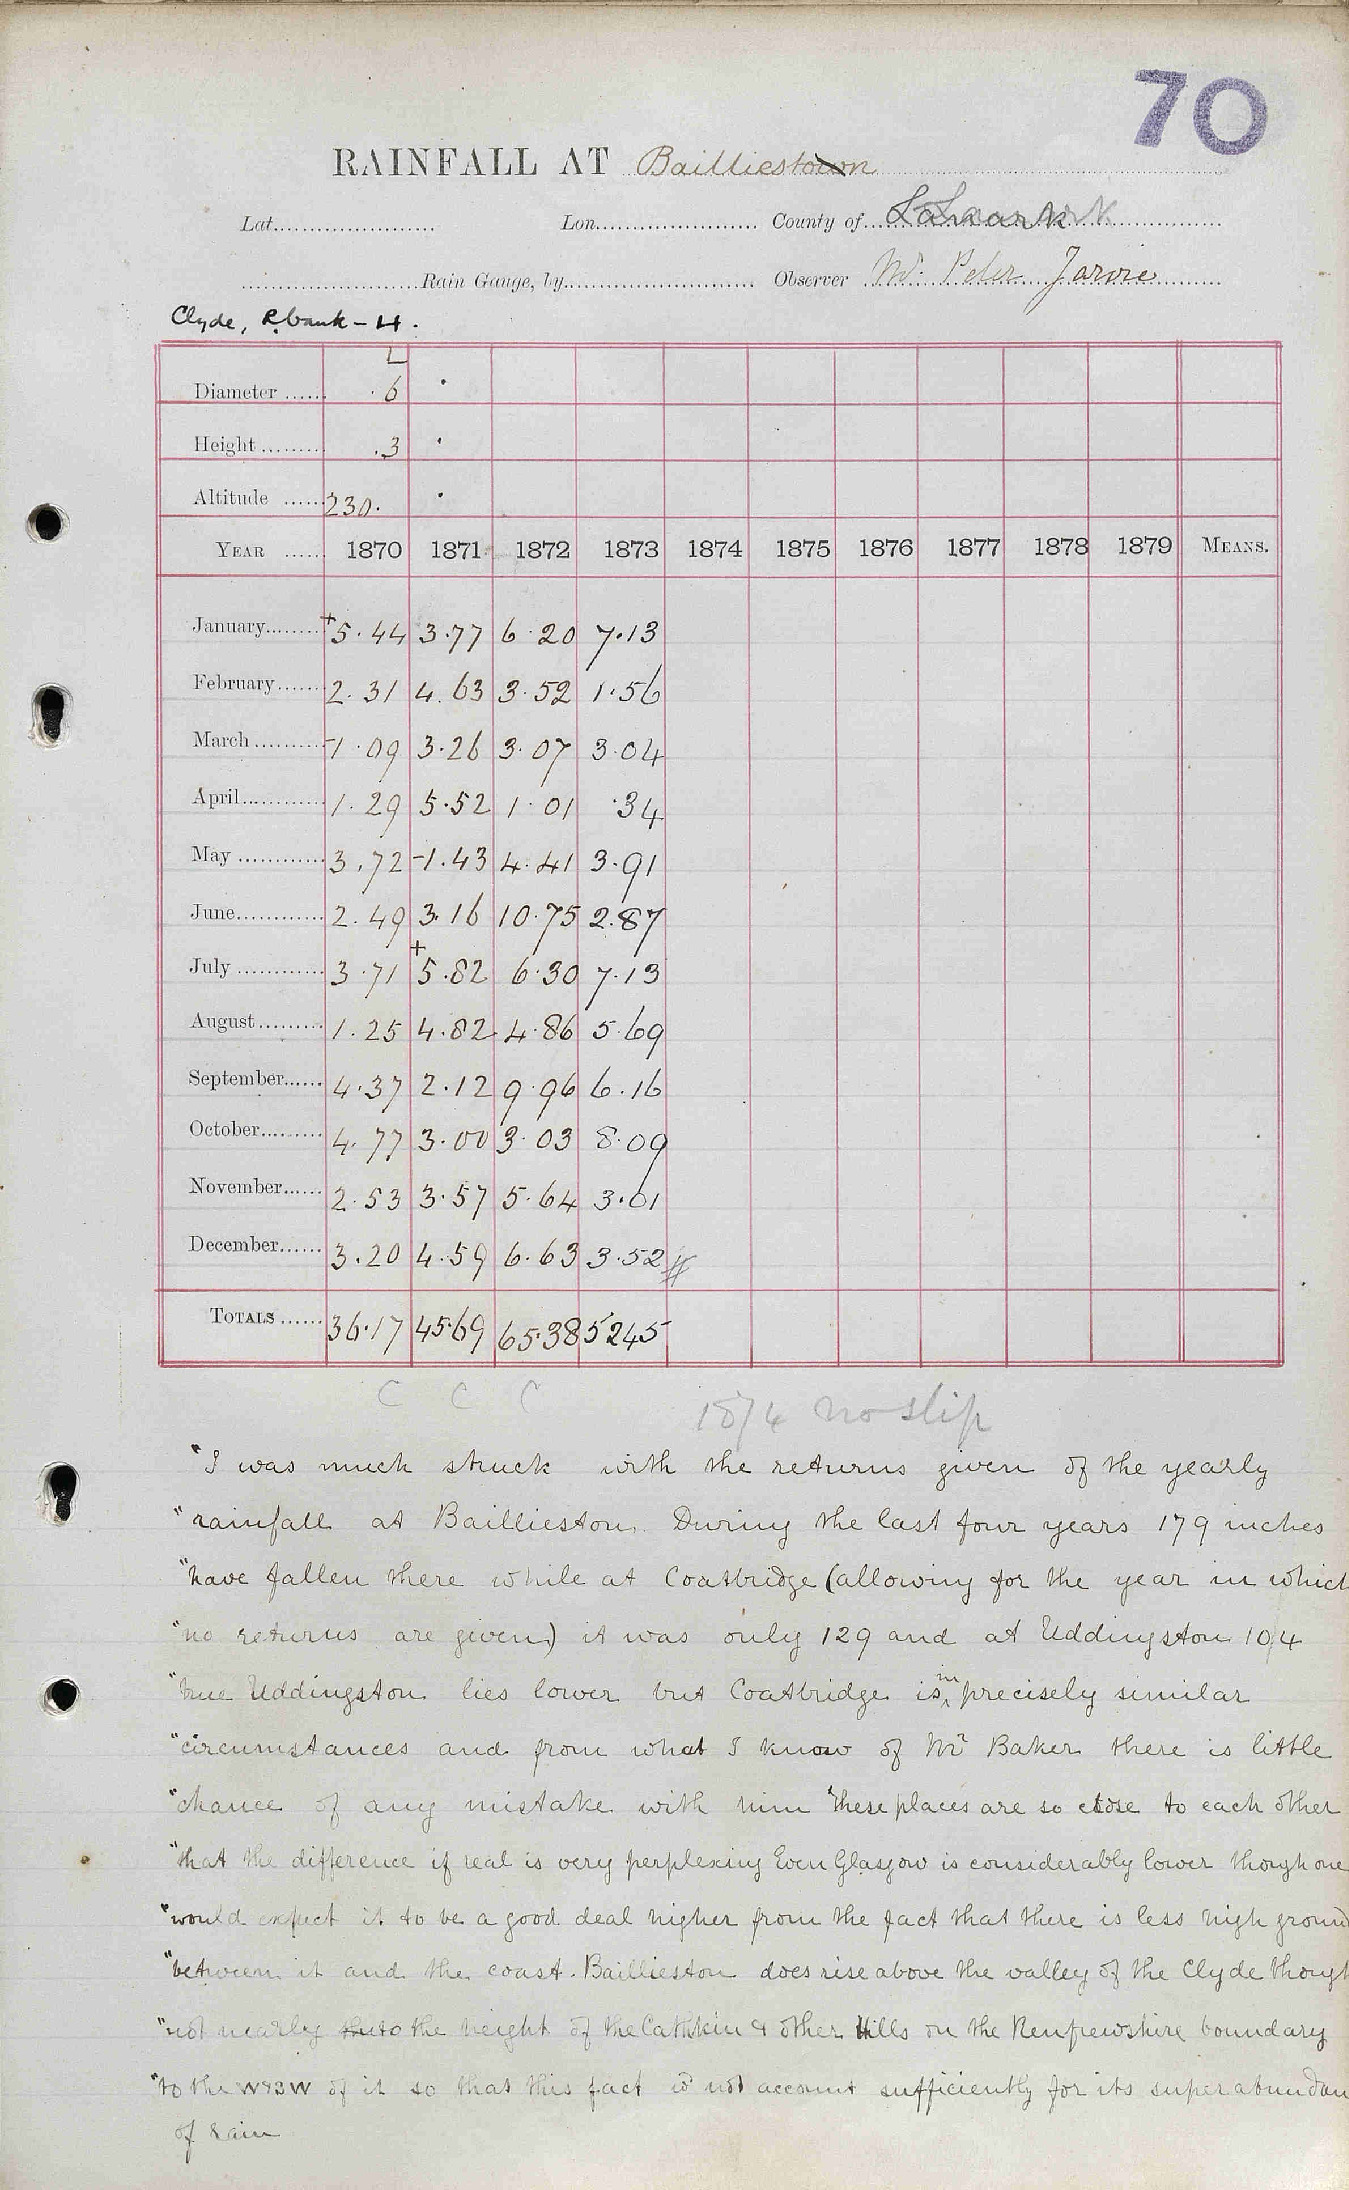 70
RAINFALL AT Bailliestown
Lat. Lon. County of Lanark
Rain Gauge, by Observer Mr. Peter Jarvie
Clyde, R. bank - H.
Diameter 6
Height .3
Altitude 230.
YEAR 1870 1871 1872 1873 1874 1875 1876 1877 1878 1879 MEANS.
January +5.44 3.77 6.20 7.13
February 2.31 4.63 3.52 1.56
March -1.09 3.26 3.07 3.04
April 1.29 5.52 1.01 .34
May 3.72 -1.43 4.41 3.91
June 2.49 3.16 10.75 2.87
July 3.71 +5.82 6.30 7.13
August 1.25 4.82 4.86 5.69
September 4.37 2.12 9.96 6.16
October 4.77 3.00 3.03 8.09
November 2.53 3.57 5.64 3.01
December 3.20 4.59 6.63 3.52
TOTALS 36.17 45.69 65.38 5245
C C C 1874 no slip
"I was much struck with the returns given of the yearly
"rainfall at Baillieston. During the last four years 179 inches
"have fallen there while at Coatbridge (allowing for the year in which
"no returns are given) it was only 129 and at Uddingston 104
"true Uddingston lies lower but Coatbridge is in precisely similar
"circumstances and from what I know of Mr Baker there is little
"chance of any mistake with him These places are so close to each other
"that the difference if real is very perplexing Even Glasgow is considerably lower though one
"would expect it to be a good deal higher from the fact that there is less high ground
"between it and the coast. Baillieston does rise above the valley of the Clyde though
"not nearly to the height of the Cathkin & other Hills on the Renfrewshire boundary
"to the W&SW of it so that this fact does not account sufficiently for its superabundan
of rain